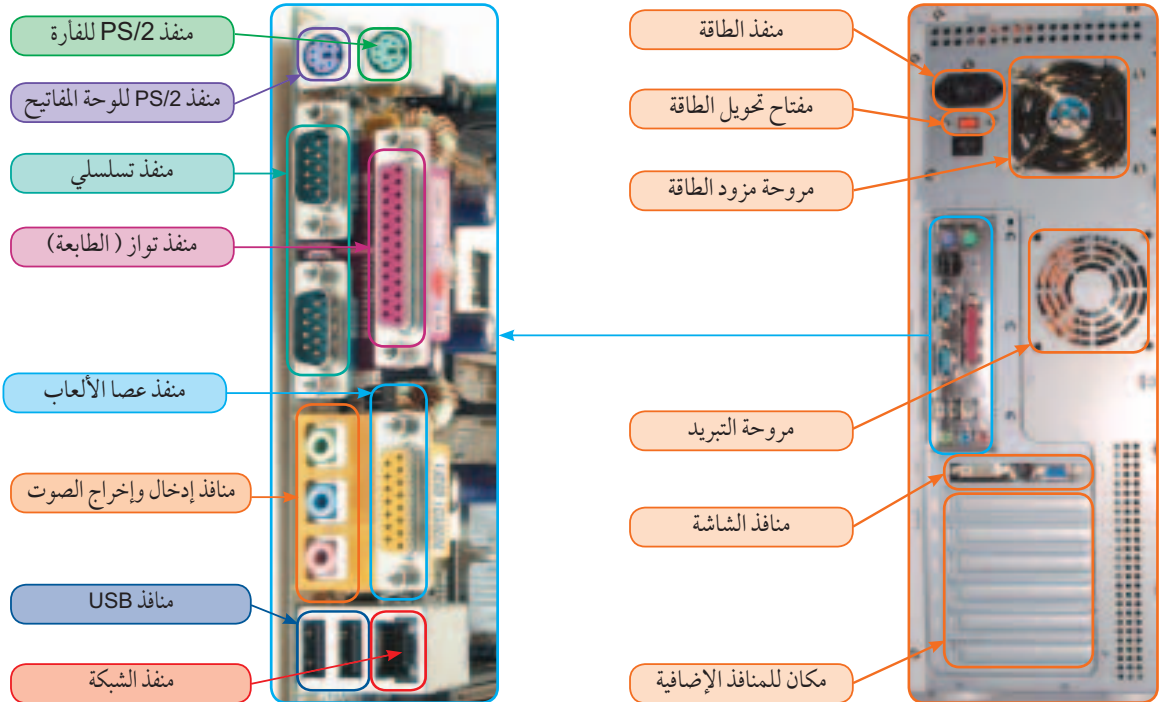 منفذ الطاقة
مفتاح تحويل الطاقة
مروحة مزود الطاقة
مروحة التبريد
منافذ الشاشة
مكان للمنافذ الإضافية
منفذ PS/2 للفأرة
منفذ PS/2 للوحة المفاتيح
منفذ تسلسلي
منفذ تواز ( الطابعة)
منفذ عصا الألعاب
منافذ إدخال وإخراج الصوت
منافذ USB
منفذ الشبكة